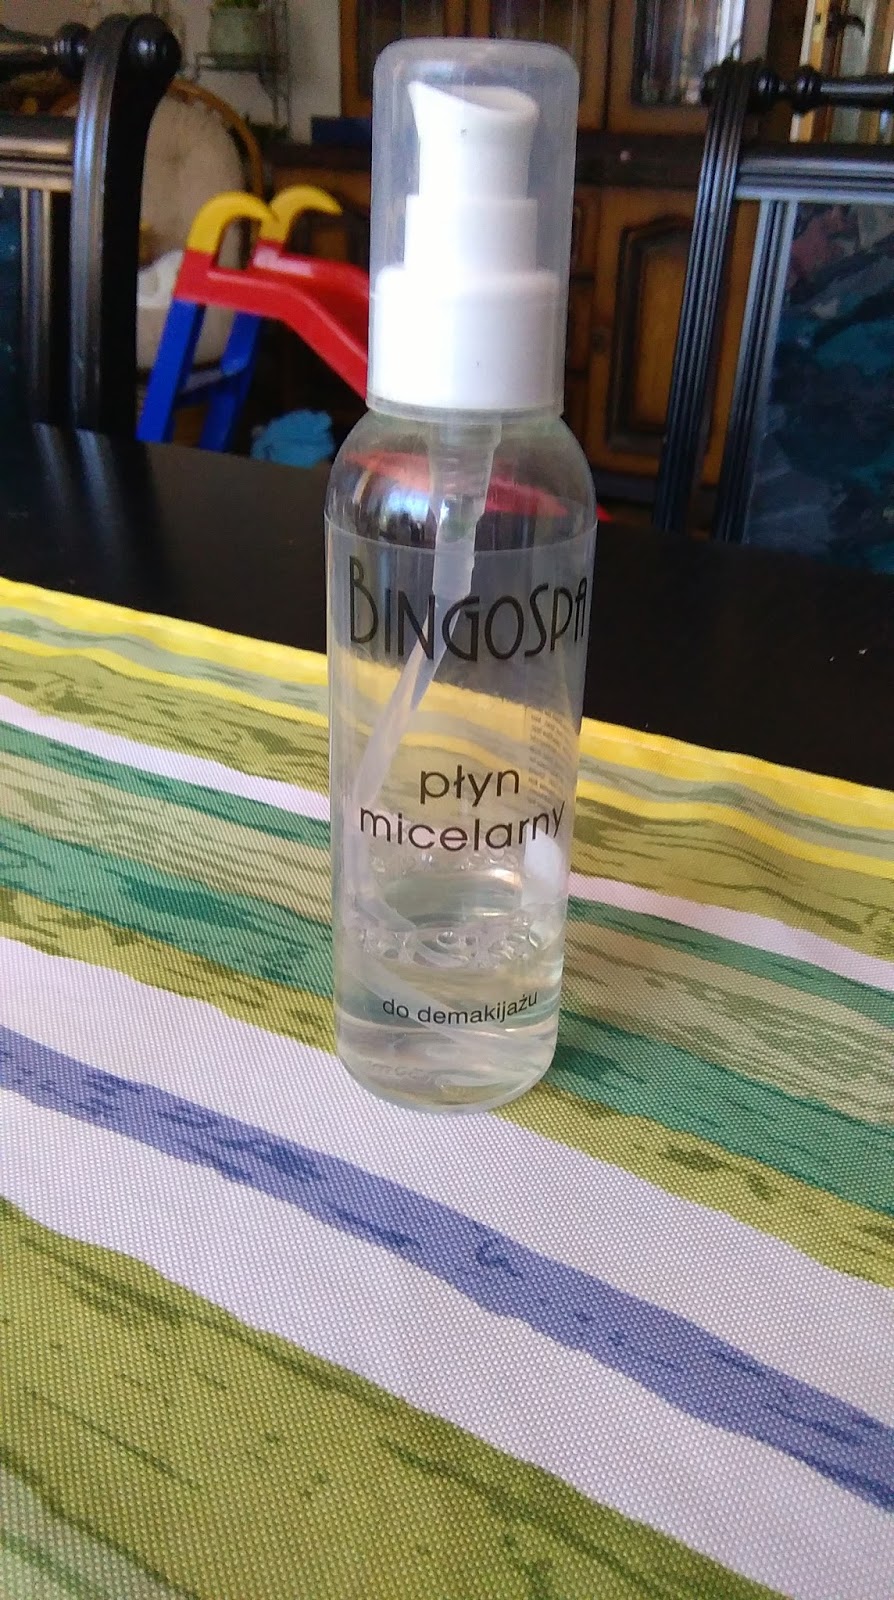 BINGOSPA
płyn
micelarny
do demakijażu